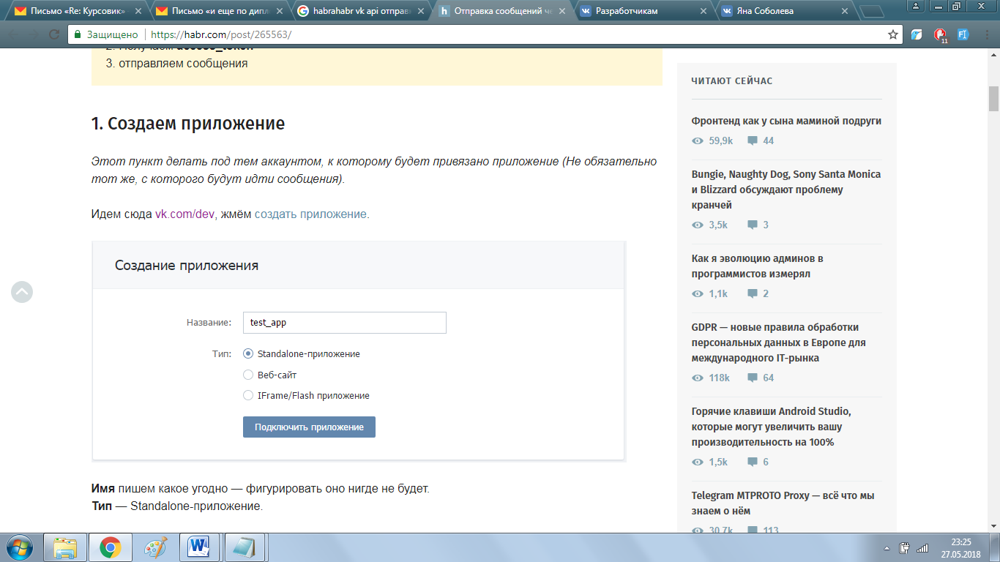 Письмо «Re: Курсовик»
Письмо «и еще по дипл
habrahabr vk api отправ
Отправка сообщений че
Разработчикам
Яна Соболева
Защищено
https://habr.com/post/265563/
11
3. отправляем сообщения
1. Создаем приложение
Этот пункт делать под тем аккаунтом, к которому будет привязано приложение (Не обязательно
тот же, с которого будут идти сообщения).
Идем сюда vk.com/dev, жмём создать приложение.
Создание приложения
Название: test_app
Тип: Standalone-приложение
Веб-сайт
IFrame/Flash приложение
Подключить приложение
Имя пишем какое угодно — фигурировать оно нигде не будет.
Тип — Standalone-приложение.
ЧИТАЮТ СЕЙЧАС
Фронтенд как у сына маминой подруги
59,9k 44
Bungie, Naughty Dog, Sony Santa Monica
и Blizzard обсуждают проблему
кранчей
3,5k 3
Как я эволюцию админов в
программистов измерял
1,1k 2
GDPR — новые правила обработки
персональных данных в Европе для
международного IT-рынка
118k 64
Горячие клавиши Android Studio,
которые могут увеличить вашу
производительность на 100%
1,5k 6
Telegram MTPROTO Proxy — всё что мы
знаем о нём
30,7k 113
23:25
27.05.2018